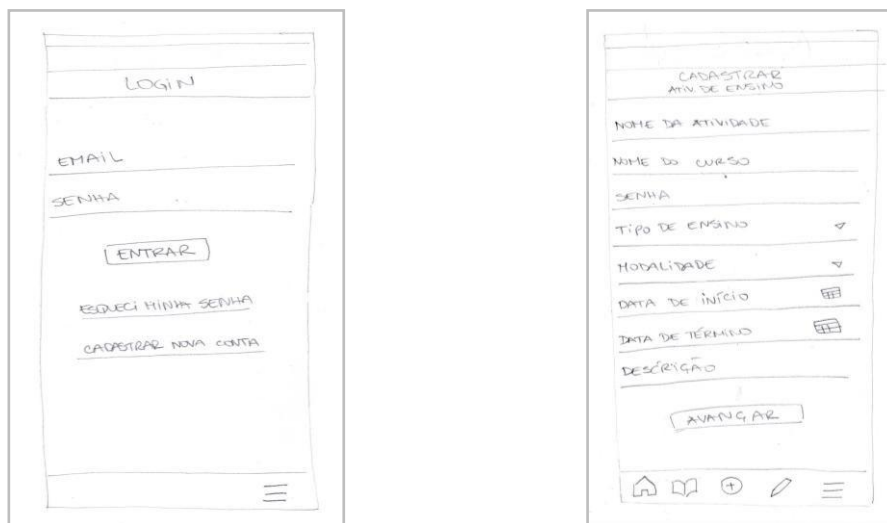 LOGIN
EMAIL
SENHA
ENTRAR
ESQUECI MINHA SENHA
CADASTRAR NOVA CONTA
CADASTRAR
ATIV. DE ENSINO
NOME DA ATIVIDADE
NOME DO CURSO
SENHA
TIPO DE ENSINO
MODALIDADE
DATA DE INÍCIO
DATA DE TÉRMINO
DESCRIÇÃO
AVANÇAR